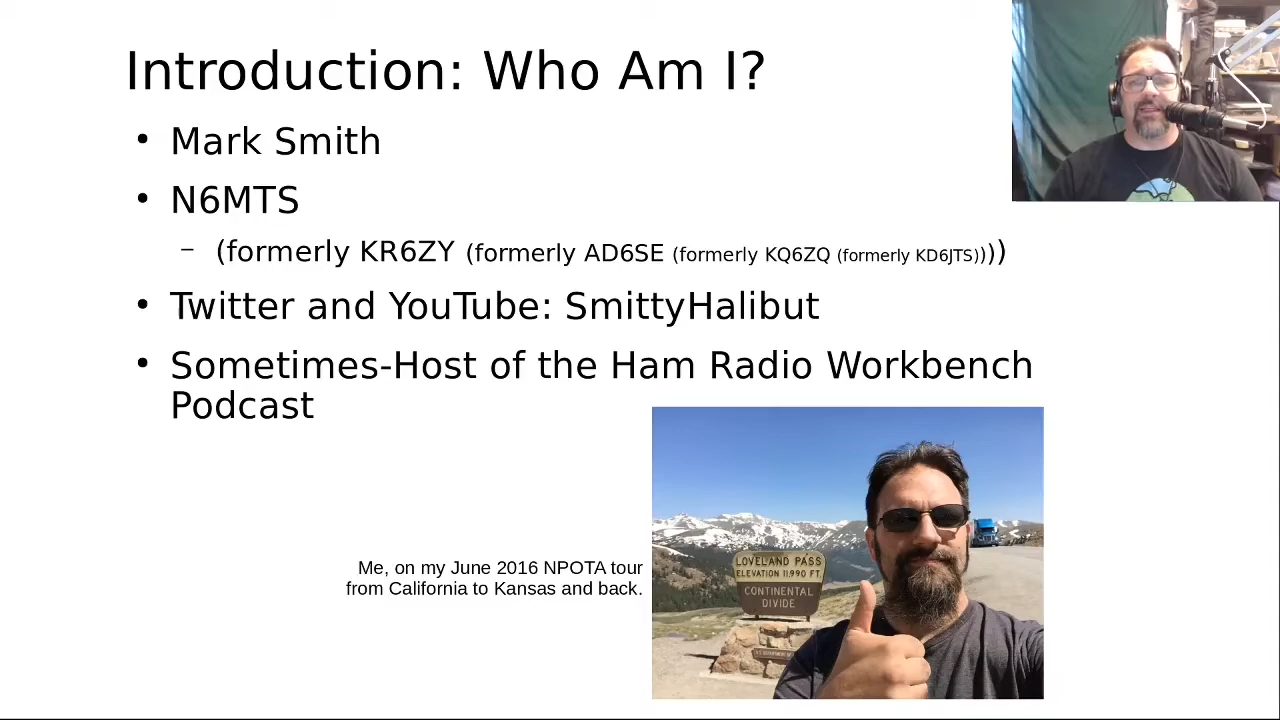 Introduction: Who Am I?
• Mark Smith
• N6MTS
– (formerly KR6ZY (formerly AD6SE (formerly KQ6ZQ (formerly KD6JTS))))
• Twitter and YouTube: SmittyHalibut
• Sometimes-Host of the Ham Radio Workbench
Podcast
Me, on my June 2016 NPOTA tour
from California to Kansas and back.
LOVELAND PASS
ELEVATION 11,990 FT.
CONTINENTAL
DIVIDE